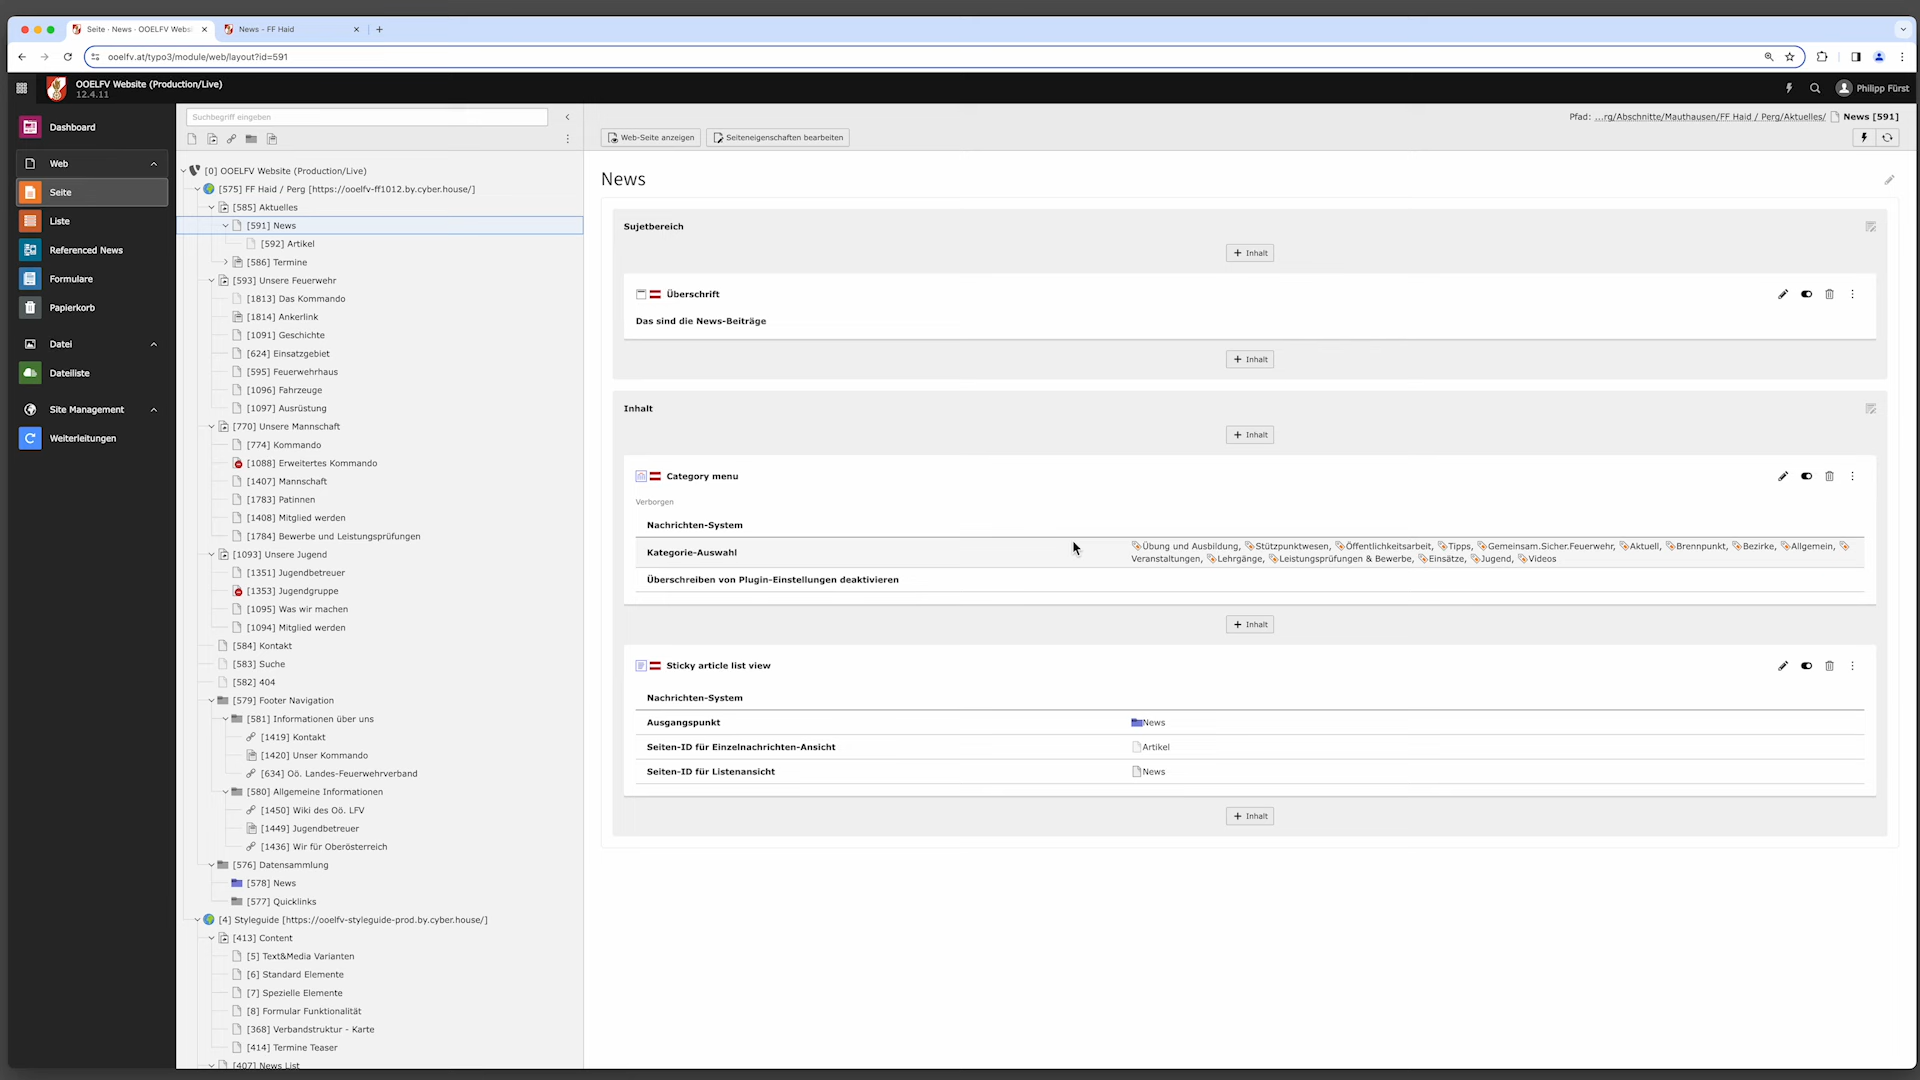 Seite · News · OOELFV Websi
News - FF Haid
ooelfv.at/typo3/module/web/layout?id=591
OOELFV Website (Production/Live)
12.4.11
Philipp Fürst
Dashboard
Web
Seite
Liste
Referenced News
Formulare
Papierkorb
Datei
Dateiliste
Site Management
Weiterleitungen
Suchbegriff eingeben
[0] OOELFV Website (Production/Live)
[575] FF Haid / Perg [https://ooelfv-ff1012.by.cyber.house/]
[585] Aktuelles
[591] News
[592] Artikel
[586] Termine
[593] Unsere Feuerwehr
[1813] Das Kommando
[1814] Ankerlink
[1091] Geschichte
[624] Einsatzgebiet
[595] Feuerwehrhaus
[1096] Fahrzeuge
[1097] Ausrüstung
[770] Unsere Mannschaft
[774] Kommando
[1088] Erweitertes Kommando
[1407] Mannschaft
[1783] Patinnen
[1408] Mitglied werden
[1784] Bewerbe und Leistungsprüfungen
[1093] Unsere Jugend
[1351] Jugendbetreuer
[1353] Jugendgruppe
[1095] Was wir machen
[1094] Mitglied werden
[584] Kontakt
[583] Suche
[582] 404
[579] Footer Navigation
[581] Informationen über uns
[1419] Kontakt
[1420] Unser Kommando
[634] Oö. Landes-Feuerwehrverband
[580] Allgemeine Informationen
[1450] Wiki des Oö. LFV
[1449] Jugendbetreuer
[1436] Wir für Oberösterreich
[576] Datensammlung
[578] News
[577] Quicklinks
[4] Styleguide [https://ooelfv-styleguide-prod.by.cyber.house/]
[413] Content
[5] Text&Media Varianten
[6] Standard Elemente
[7] Spezielle Elemente
[8] Formular Funktionalität
[368] Verbandstruktur - Karte
[414] Termine Teaser
[407] News List
Pfad: ...rg/Abschnitte/Mauthausen/FF Haid / Perg/Aktuelles/ News [591]
Web-Seite anzeigen
Seiteneigenschaften bearbeiten
News
Sujetbereich
+ Inhalt
Überschrift
Das sind die News-Beiträge
+ Inhalt
Inhalt
+ Inhalt
Category menu
Verborgen
Nachrichten-System
Kategorie-Auswahl
Übung und Ausbildung, Stützpunktwesen, Öffentlichkeitsarbeit, Tipps, Gemeinsam.Sicher.Feuerwehr, Aktuell, Brennpunkt, Bezirke, Allgemein,
Veranstaltungen, Lehrgänge, Leistungsprüfungen & Bewerbe, Einsätze, Jugend, Videos
Überschreiben von Plugin-Einstellungen deaktivieren
+ Inhalt
Sticky article list view
Nachrichten-System
Ausgangspunkt News
Seiten-ID für Einzelnachrichten-Ansicht Artikel
Seiten-ID für Listenansicht News
+ Inhalt